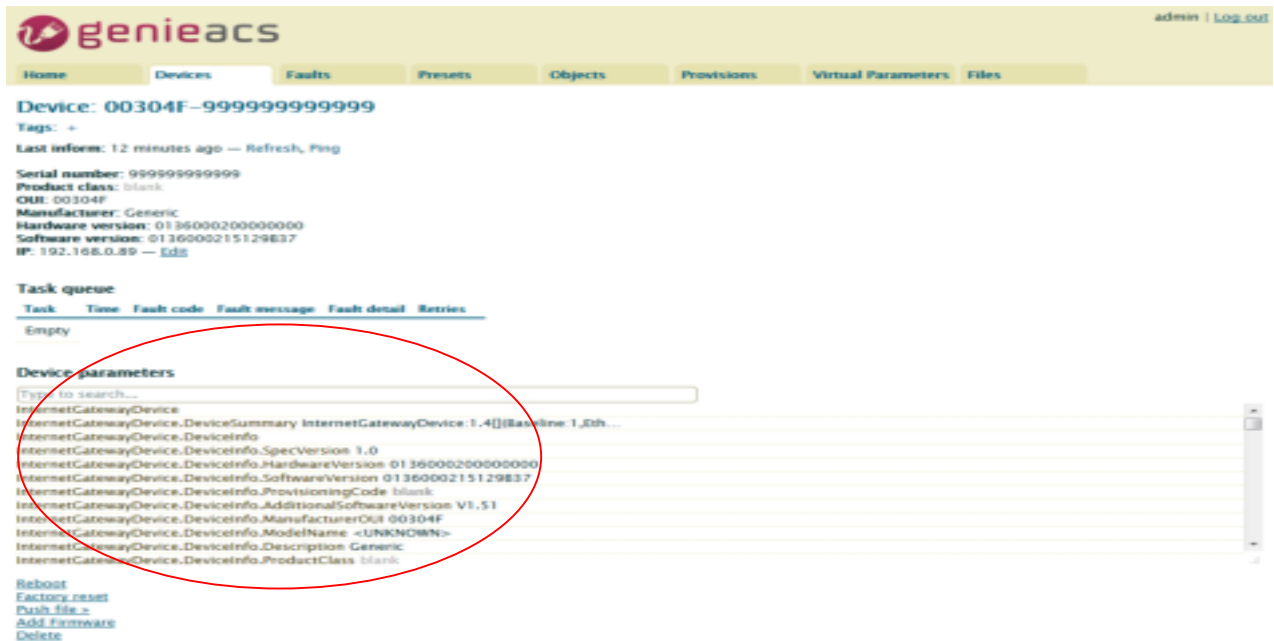 genieacs
admin | Log out
Home Devices Faults Presets Objects Provisions Virtual Parameters Files
Device: 00304F-999999999999
Tags: +
Last inform: 12 minutes ago — Refresh, Ping
Serial number: 999999999999
Product class: blank
OUI: 00304F
Manufacturer: Generic
Hardware version: 0136000200000000
Software version: 0136000215129837
IP: 192.168.0.89 — Edit
Task queue
Task Time Fault code Fault message Fault detail Retries
Empty
Device parameters
Type to search...
InternetGatewayDevice
InternetGatewayDevice.DeviceSummary InternetGatewayDevice:1.4[](Baseline:1,Eth...
InternetGatewayDevice.DeviceInfo
InternetGatewayDevice.DeviceInfo.SpecVersion 1.0
InternetGatewayDevice.DeviceInfo.HardwareVersion 0136000200000000
InternetGatewayDevice.DeviceInfo.SoftwareVersion 0136000215129837
InternetGatewayDevice.DeviceInfo.ProvisioningCode blank
InternetGatewayDevice.DeviceInfo.AdditionalSoftwareVersion V1.51
InternetGatewayDevice.DeviceInfo.ManufacturerOUI 00304F
InternetGatewayDevice.DeviceInfo.ModelName <UNKNOWN>
InternetGatewayDevice.DeviceInfo.Description Generic
InternetGatewayDevice.DeviceInfo.ProductClass blank
Reboot
Factory reset
Push file »
Add Firmware
Delete